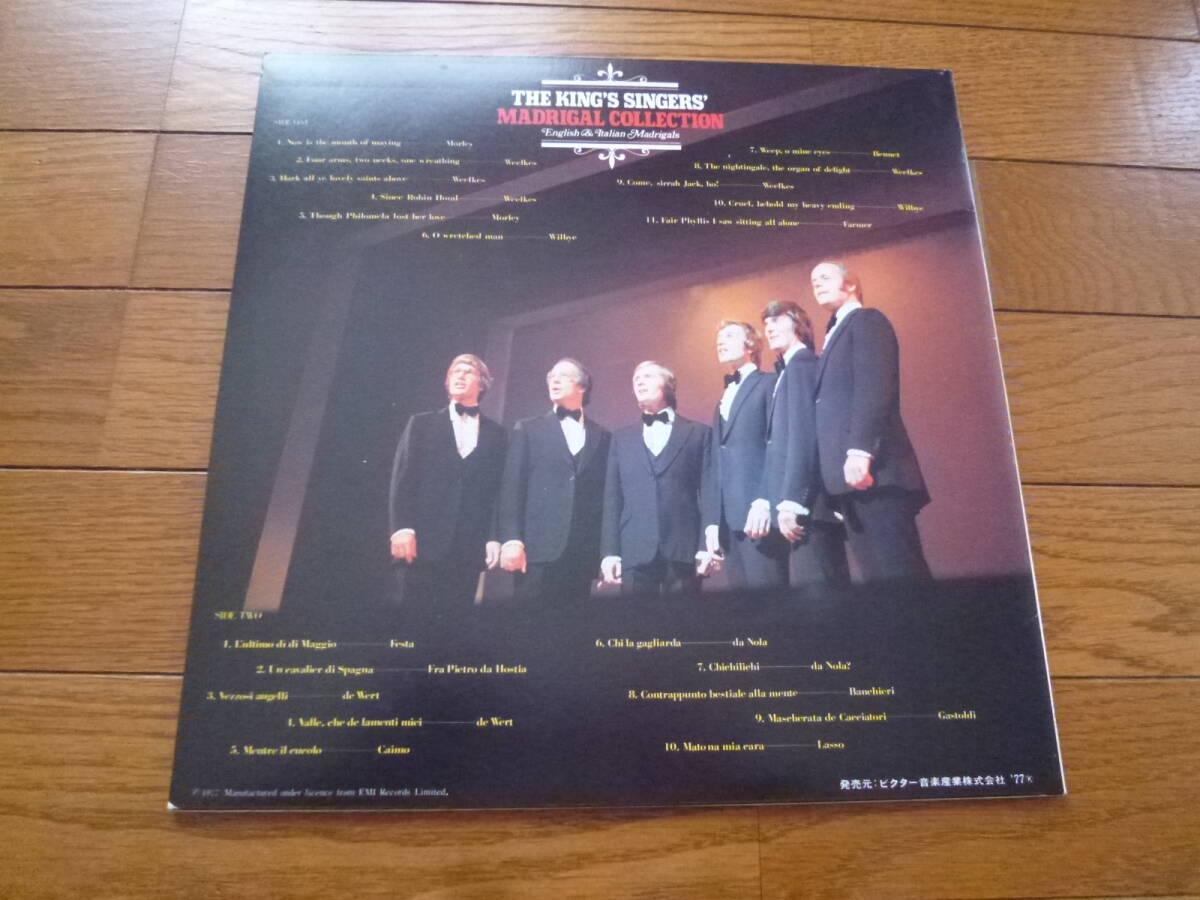 THE KING'S SINGERS'
MADRIGAL COLLECTION
English & Italian Madrigals
SIDE ONE
1. Now is the month of maying Morley
2. Four arms, two necks, one wreathing Weelkes
3. Hark all ye lovely saints above Weelkes
4. Since Robin Hood Weelkes
5. Though Philomela lost her love Morley
6. O wretched man Wilbye
7. Weep, o mine eyes Bennet
8. The nightingale, the organ of delight Weelkes
9. Come, sirrah Jack, ho! Weelkes
10. Cruel, behold my heavy ending Wilbye
11. Fair Phyllis I saw sitting all alone Farmer
SIDE TWO
1. L'ultimo di di Maggio Festa
2. Un cavalier di Spagna Fra Pietro da Hostia
3. Vezzosi augelli de Wert
4. Valle, che de lamenti miei de Wert
5. Mentre il cuculo Caimo
6. Chi la gagliarda da Nola
7. Chichilichi da Nola?
8. Contrappunto bestiale alla mente Banchieri
9. Mascherata de Cacciatori Gastoldi
10. Matona mia cara Lasso
℗ 1977 Manufactured under licence from EMI Records Limited.
発売元：ビクター音楽産業株式会社 '77